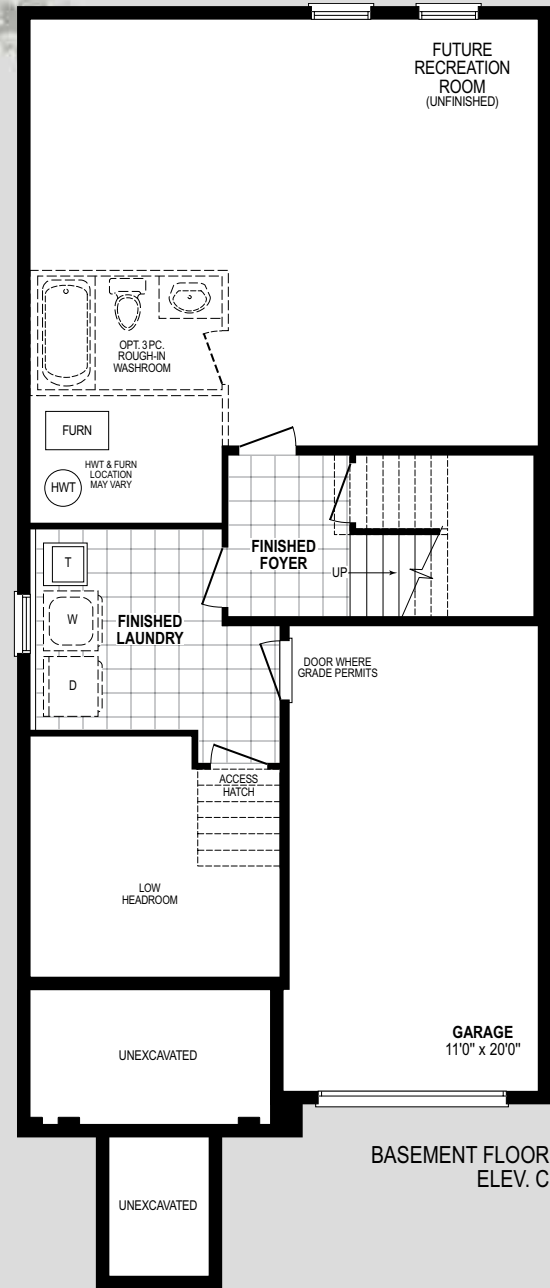 FUTURE
RECREATION
ROOM
(UNFINISHED)
OPT. 3 PC.
ROUGH-IN
WASHROOM
FURN
HWT & FURN
LOCATION
MAY VARY
HWT
FINISHED
FOYER
UP
T
W
FINISHED
LAUNDRY
D
DOOR WHERE
GRADE PERMITS
ACCESS
HATCH
LOW
HEADROOM
GARAGE
11'0" x 20'0"
UNEXCAVATED
BASEMENT FLOOR
ELEV. C
UNEXCAVATED